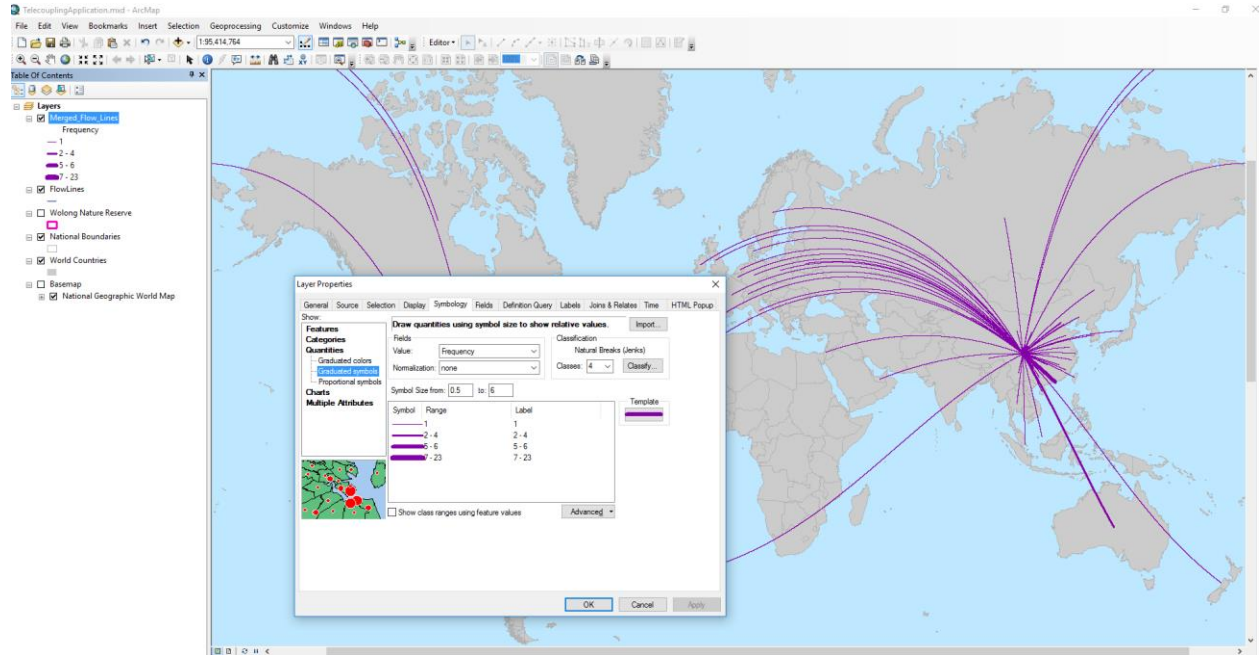 TelecouplingApplication.mxd - ArcMap
File Edit View Bookmarks Insert Selection Geoprocessing Customize Windows Help
1:95,414,764
Editor
Table Of Contents
Layers
Merged_Flow_Lines
Frequency
1
2 - 4
5 - 6
7 - 23
FlowLines
Wolong Nature Reserve
National Boundaries
World Countries
Basemap
National Geographic World Map
Layer Properties
General Source Selection Display Symbology Fields Definition Query Labels Joins & Relates Time HTML Popup
Show:
Features
Categories
Quantities
Graduated colors
Graduated symbols
Proportional symbols
Charts
Multiple Attributes
Draw quantities using symbol size to show relative values.
Import...
Fields
Value: Frequency
Normalization: none
Classification
Natural Breaks (Jenks)
Classes: 4 Classify...
Symbol Size from: 0.5 to: 6
Symbol Range Label
1 1
2 - 4 2 - 4
5 - 6 5 - 6
7 - 23 7 - 23
Template
Show class ranges using feature values
Advanced
OK Cancel Apply